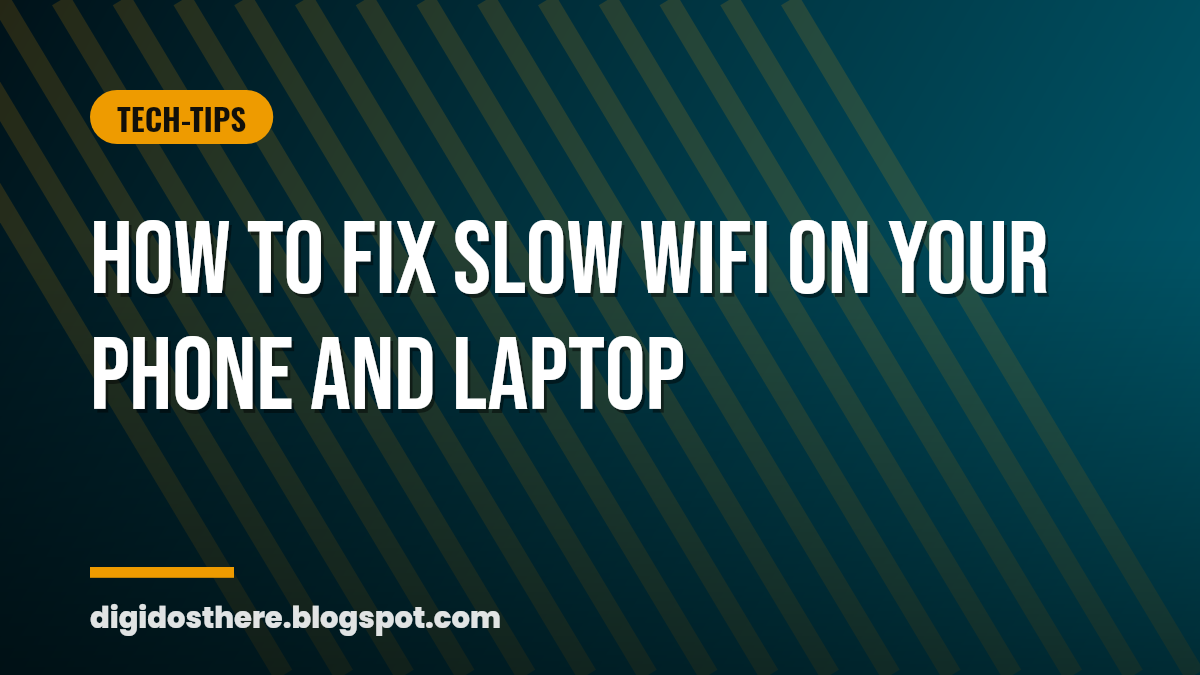 TECH-TIPS
HOW TO FIX SLOW WIFI ON YOUR
PHONE AND LAPTOP
digidosthere.blogspot.com